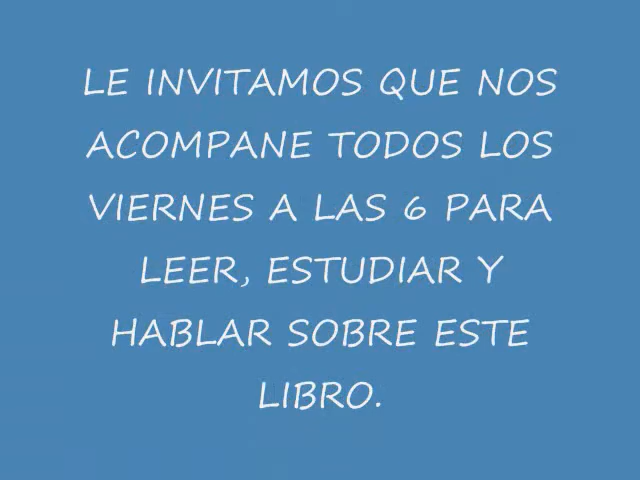 LE INVITAMOS QUE NOS
ACOMPANE TODOS LOS
VIERNES A LAS 6 PARA
LEER, ESTUDIAR Y
HABLAR SOBRE ESTE
LIBRO.